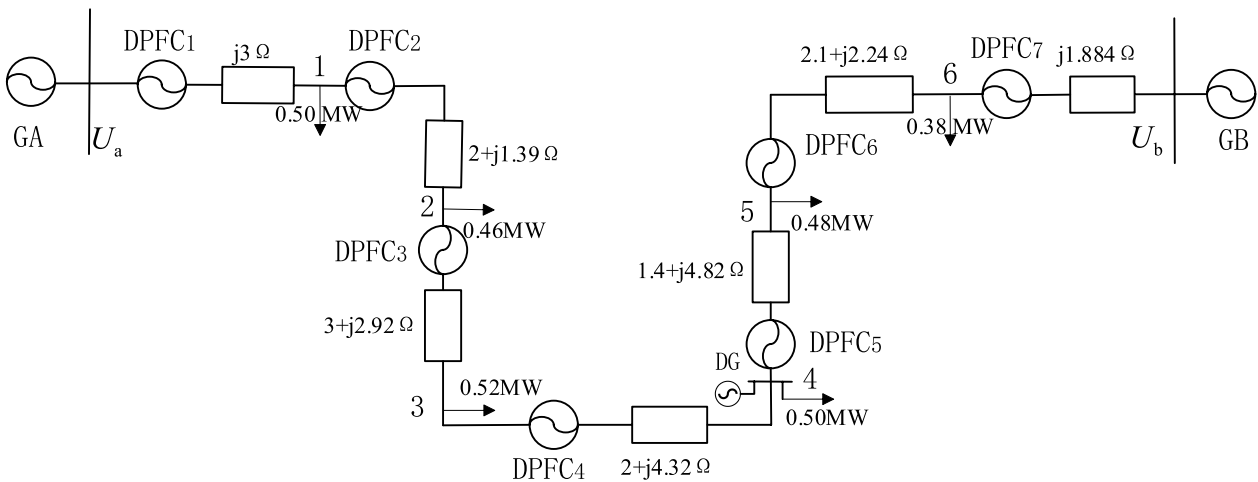 DPFC1
j3 Ω
1
DPFC2
0.50 MW
GA
Ua
2+j1.39 Ω
2
0.46MW
DPFC3
3+j2.92 Ω
3
0.52MW
DPFC4
2+j4.32 Ω
DG
4
0.50MW
DPFC5
1.4+j4.82 Ω
5
0.48MW
DPFC6
2.1+j2.24 Ω
6
0.38 MW
DPFC7
j1.884 Ω
Ub
GB